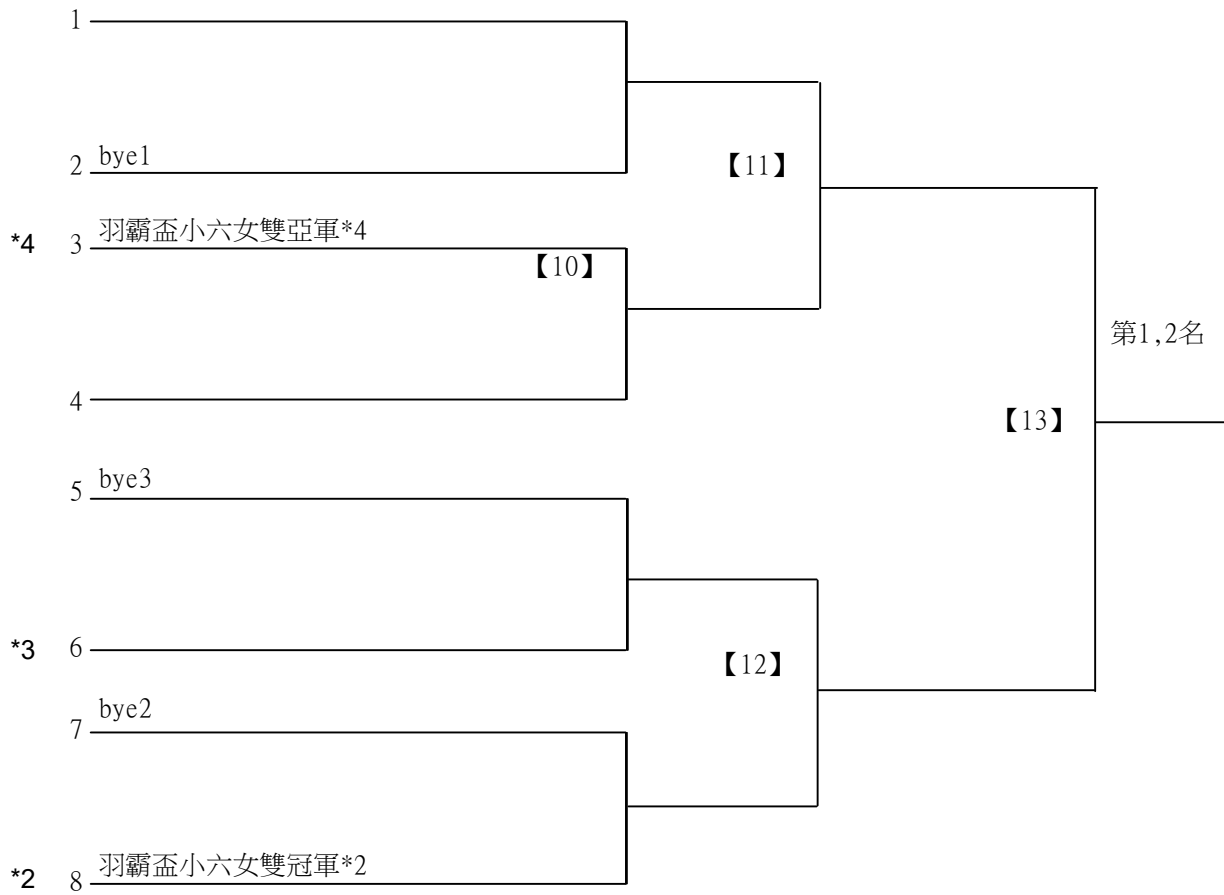 1
2 bye1
【11】
*4 3 羽霸盃小六女雙亞軍*4
【10】
第1,2名
4
【13】
5 bye3
*3 6
【12】
7 bye2
*2 8 羽霸盃小六女雙冠軍*2